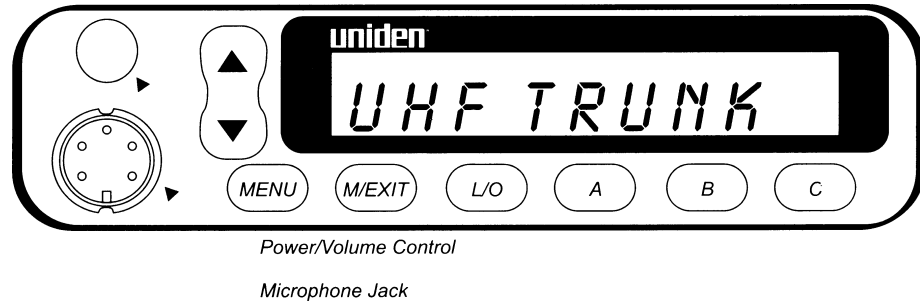 uniden
UHF TRUNK
MENU M/EXIT L/O A B C
Power/Volume Control
Microphone Jack